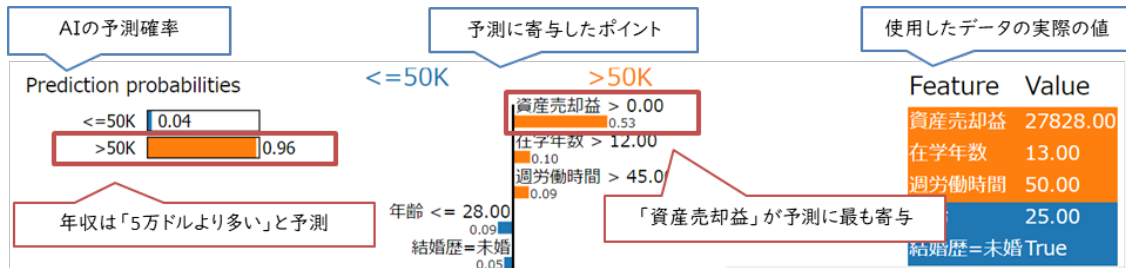 AIの予測確率
予測に寄与したポイント
使用したデータの実際の値
Prediction probabilities
<=50K 0.04
>50K 0.96
年収は「5万ドルより多い」と予測
<=50K
>50K
資産売却益 > 0.00
0.53
在学年数 > 12.00
0.10
週労働時間 > 45.00
0.09
年齢 <= 28.00
0.09
結婚歴=未婚
0.05
「資産売却益」が予測に最も寄与
Feature Value
資産売却益 27828.00
在学年数 13.00
週労働時間 50.00
25.00
結婚歴=未婚 True